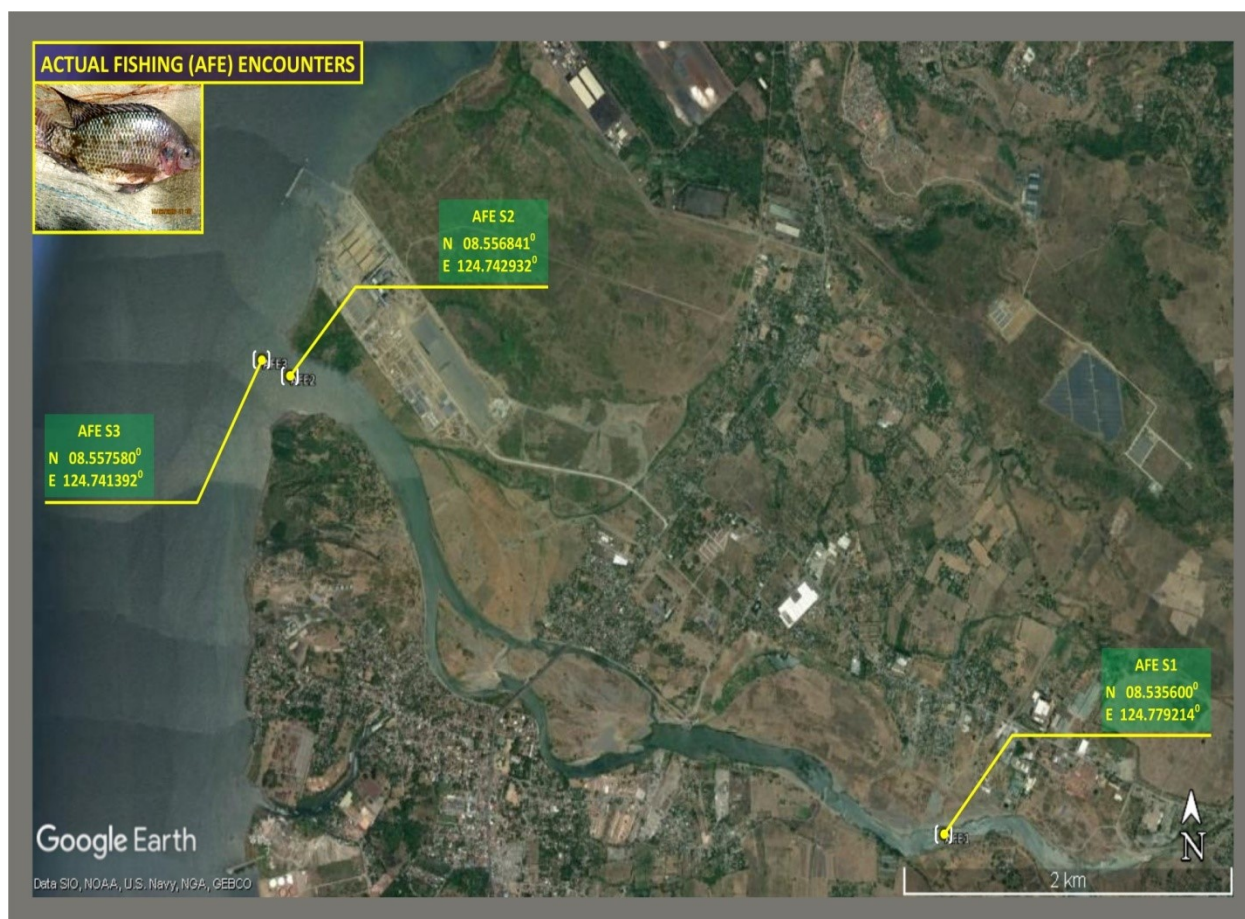 ACTUAL FISHING (AFE) ENCOUNTERS
AFE S2
N 08.556841⁰
E 124.742932⁰
AFE S3
N 08.557580⁰
E 124.741392⁰
AFE S1
N 08.535600⁰
E 124.779214⁰
Google Earth
N
Data SIO, NOAA, U.S. Navy, NGA, GEBCO
2 km